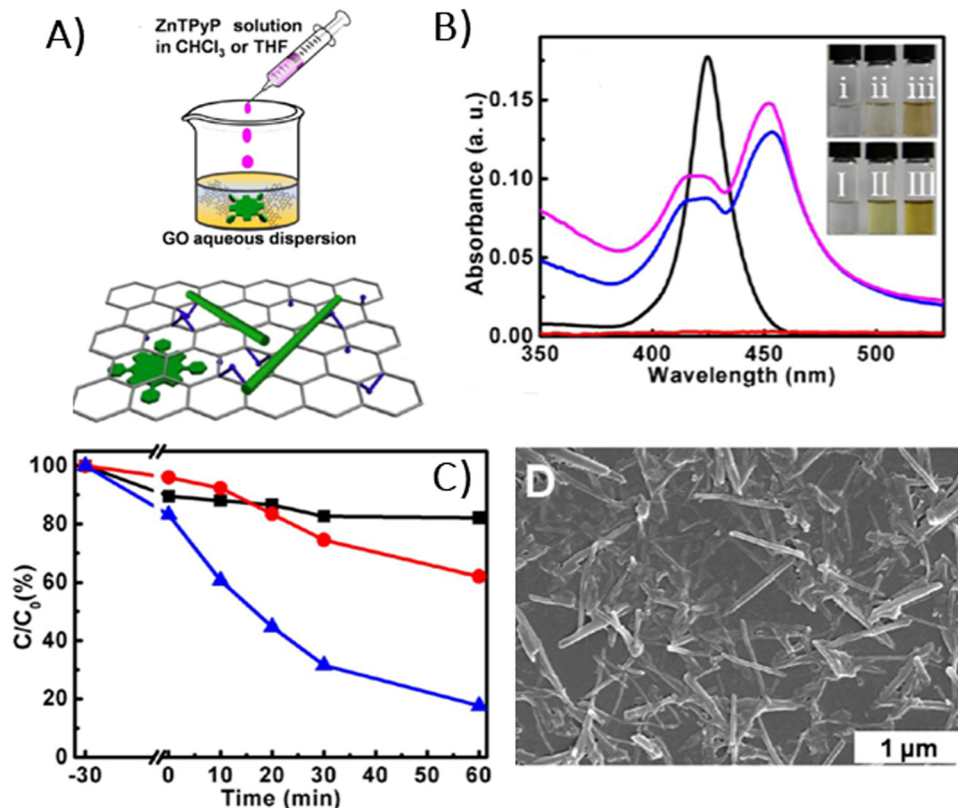 A)
ZnTPyP solution
in CHCl₃ or THF
GO aqueous dispersion
B)
Absorbance (a. u.)
0.15
0.10
0.05
0.00
350
400
450
500
Wavelength (nm)
i ii iii
I II III
C)
C/C₀(%)
100
80
60
40
20
0
-30
0
10
20
30
40
50
60
Time (min)
D
1 µm